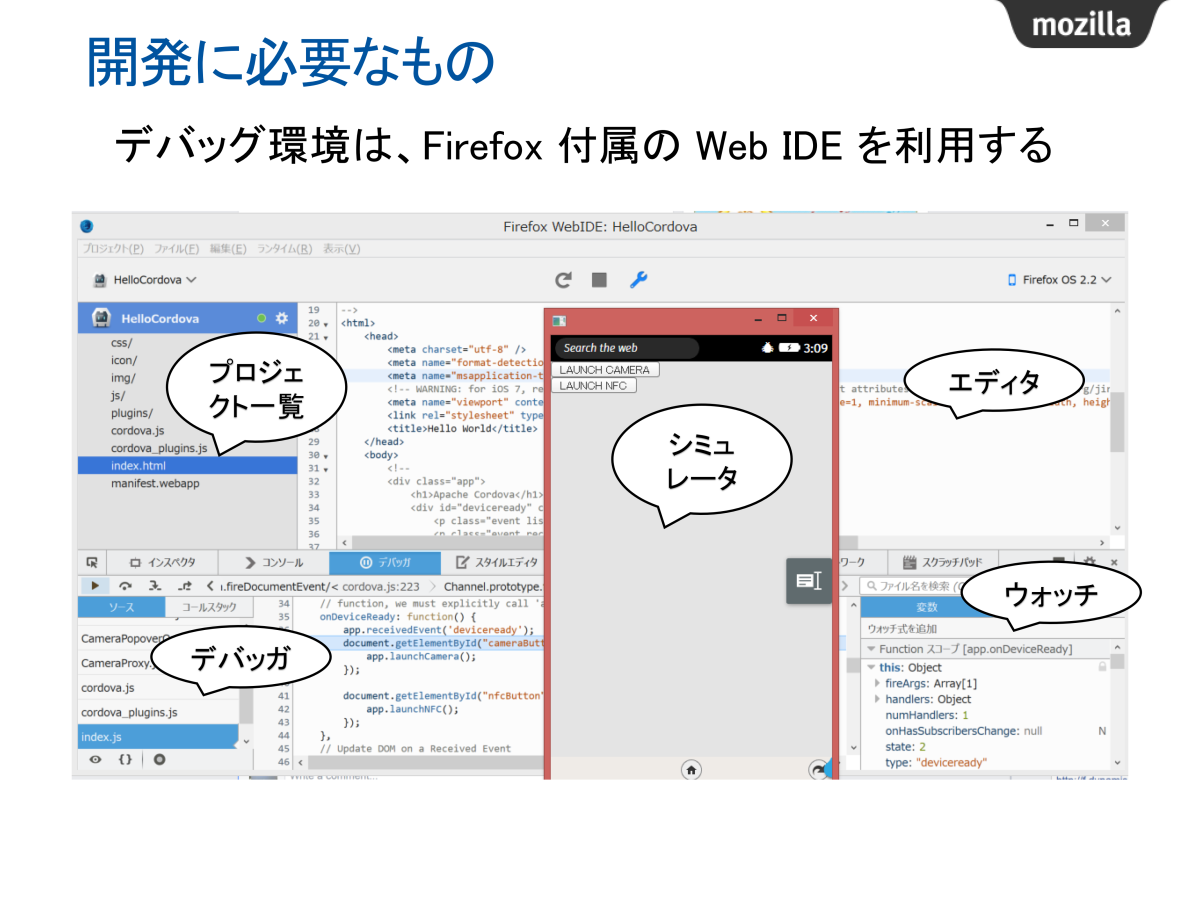 mozilla
開発に必要なもの
デバッグ環境は、Firefox 付属の Web IDE を利用する
Firefox WebIDE: HelloCordova
プロジェクト(P) ファイル(F) 編集(E) ランタイム(R) 表示(V)
HelloCordova
Firefox OS 2.2
HelloCordova
css/
icon/
img/
js/
plugins/
cordova.js
cordova_plugins.js
index.html
manifest.webapp
プロジェ
クト一覧
19 -->
20 <html>
21 <head>
<meta charset="utf-8" />
<meta name="format-detectio
<meta name="msapplication-t
<!-- WARNING: for iOS 7, re
t attribut
<meta name="viewport" conte
e=1, minimum-sca
, heigh
<link rel="stylesheet" type
<title>Hello World</title>
29 </head>
30 <body>
31 <!--
32 <div class="app">
33 <h1>Apache Cordova</h1>
34 <div id="deviceready" c
35 <p class="event lis
36 <p class="event rec
37
エディタ
Search the web
3:09
LAUNCH CAMERA
LAUNCH NFC
シミュ
レータ
インスペクタ
コンソール
デバッガ
スタイルエディタ
ワーク
スクラッチパッド
.fireDocumentEvent/< cordova.js:223
Channel.prototype.
ファイル名を検索
ソース
コールスタック
CameraPopover
CameraProxy.
cordova.js
cordova_plugins.js
index.js
デバッガ
34 // function, we must explicitly call 'a
35 onDeviceReady: function() {
app.receivedEvent('deviceready');
document.getElementById("cameraButt
app.launchCamera();
});
41 document.getElementById("nfcButton"
42 app.launchNFC();
43 });
44 },
45 // Update DOM on a Received Event
46
ウォッチ
変数
ウォッチ式を追加
Function スコープ [app.onDeviceReady]
this: Object
fireArgs: Array[1]
handlers: Object
numHandlers: 1
onHasSubscribersChange: null
N
state: 2
type: "deviceready"